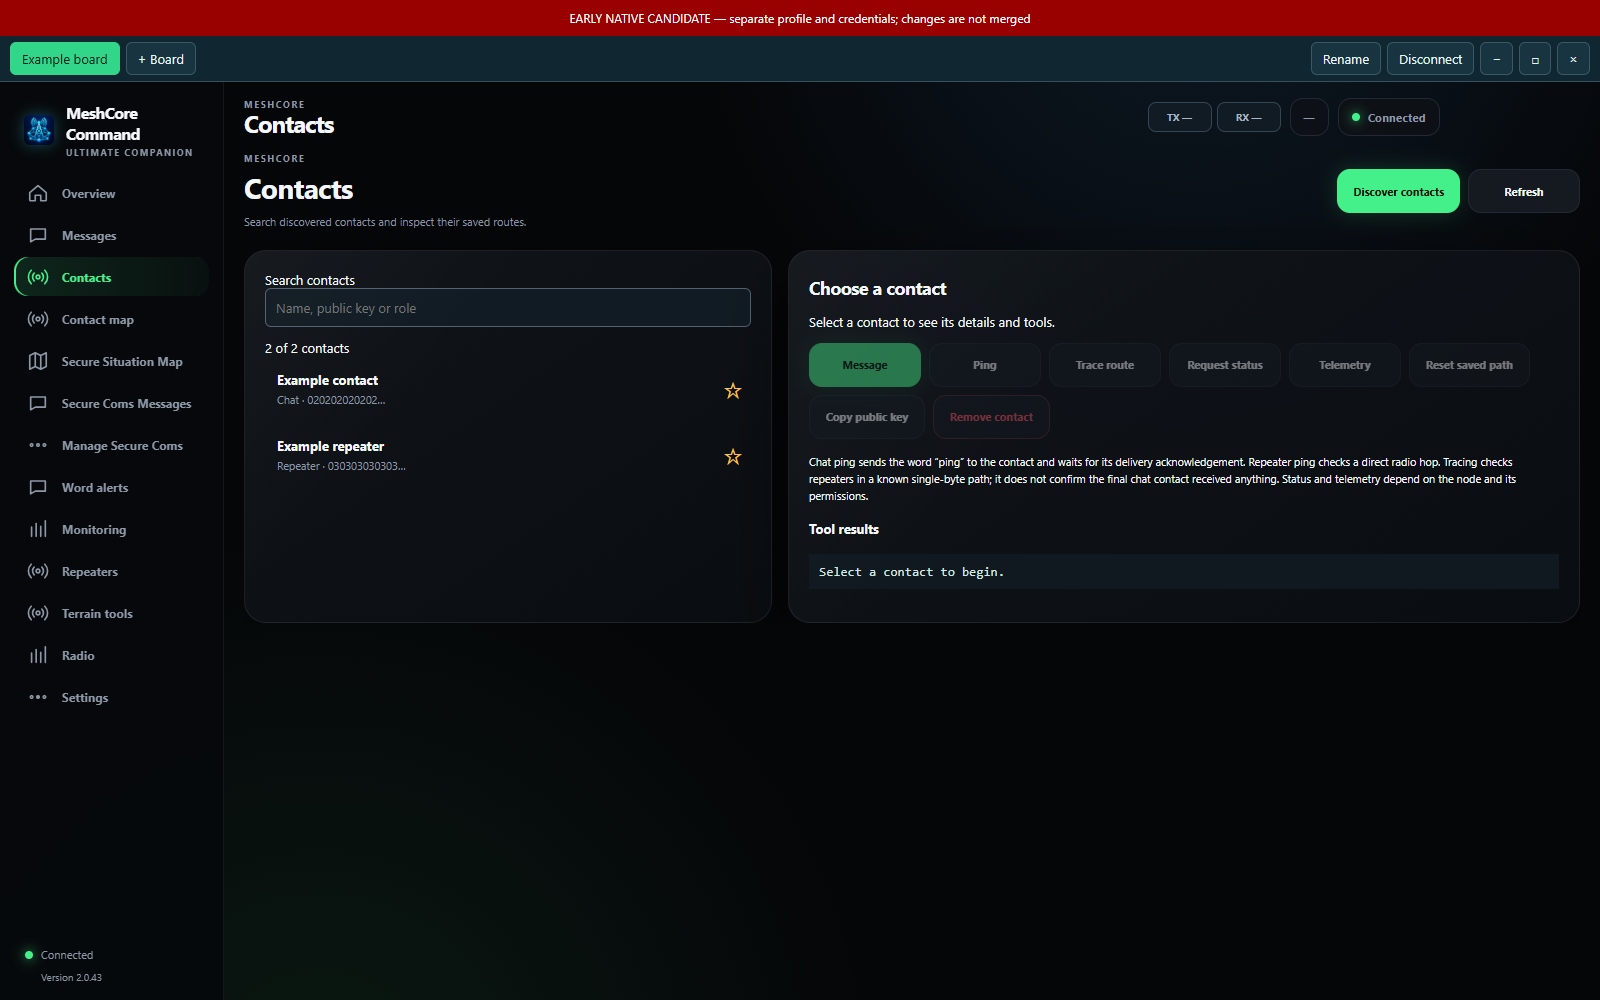 EARLY NATIVE CANDIDATE — separate profile and credentials; changes are not merged
Example board
+ Board
Rename
Disconnect
MeshCore
Command
ULTIMATE COMPANION
Overview
Messages
Contacts
Contact map
Secure Situation Map
Secure Coms Messages
Manage Secure Coms
Word alerts
Monitoring
Repeaters
Terrain tools
Radio
Settings
Connected
Version 2.0.43
MESHCORE
Contacts
TX —
RX —
—
Connected
MESHCORE
Contacts
Search discovered contacts and inspect their saved routes.
Discover contacts
Refresh
Search contacts
Name, public key or role
2 of 2 contacts
Example contact
Chat · 020202020202...
Example repeater
Repeater · 030303030303...
Choose a contact
Select a contact to see its details and tools.
Message
Ping
Trace route
Request status
Telemetry
Reset saved path
Copy public key
Remove contact
Chat ping sends the word “ping” to the contact and waits for its delivery acknowledgement. Repeater ping checks a direct radio hop. Tracing checks
repeaters in a known single-byte path; it does not confirm the final chat contact received anything. Status and telemetry depend on the node and its
permissions.
Tool results
Select a contact to begin.